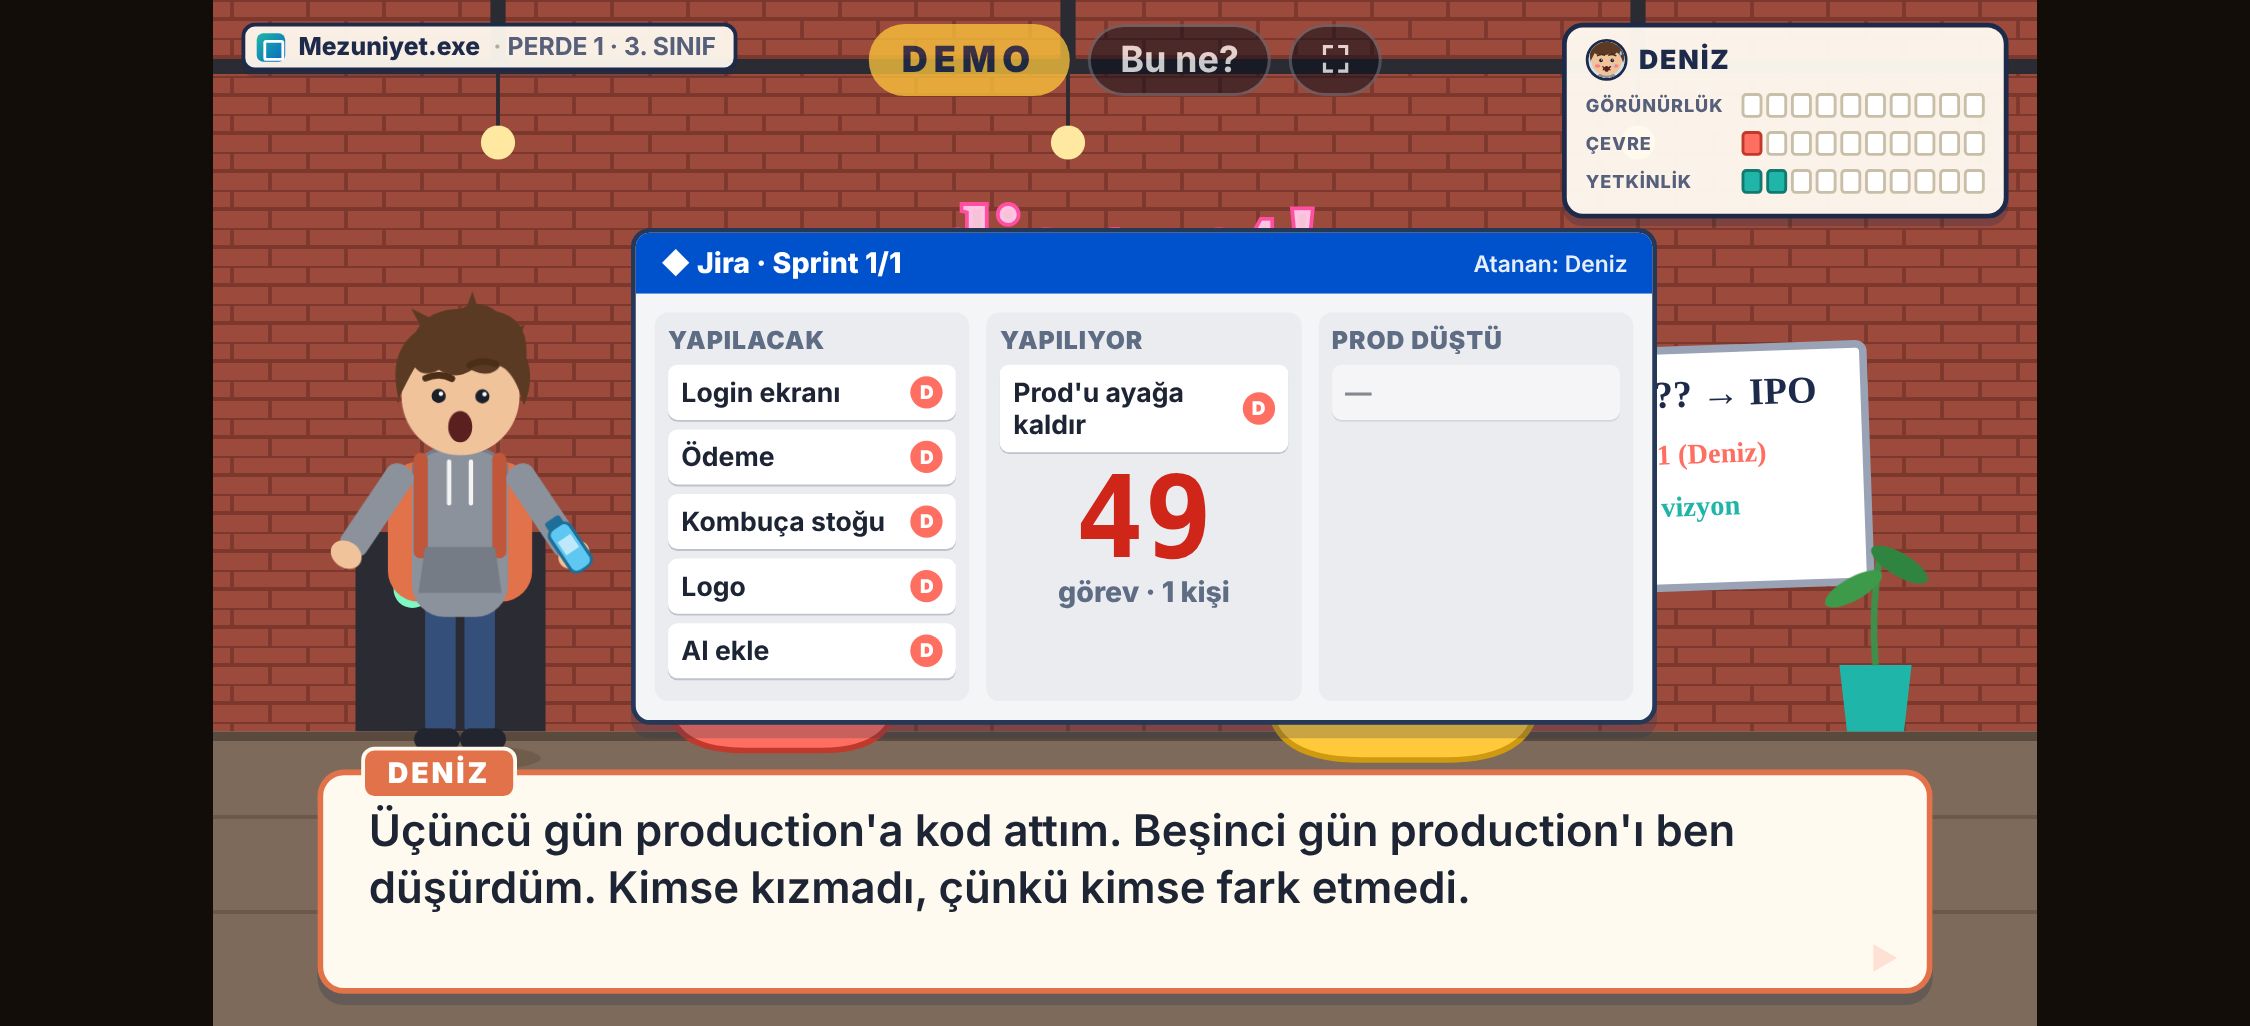 Mezuniyet.exe · PERDE 1 · 3. SINIF
DEMO
Bu ne?
DENİZ
GÖRÜNÜRLÜK
ÇEVRE
YETKİNLİK
Jira · Sprint 1/1
Atanan: Deniz
YAPILACAK
Login ekranı D
Ödeme D
Kombuça stoğu D
Logo D
AI ekle D
YAPILIYOR
Prod'u ayağa
kaldır D
49
görev · 1 kişi
PROD DÜŞTÜ
—
?? → IPO
1 (Deniz)
vizyon
DENİZ
Üçüncü gün production'a kod attım. Beşinci gün production'ı ben
düşürdüm. Kimse kızmadı, çünkü kimse fark etmedi.